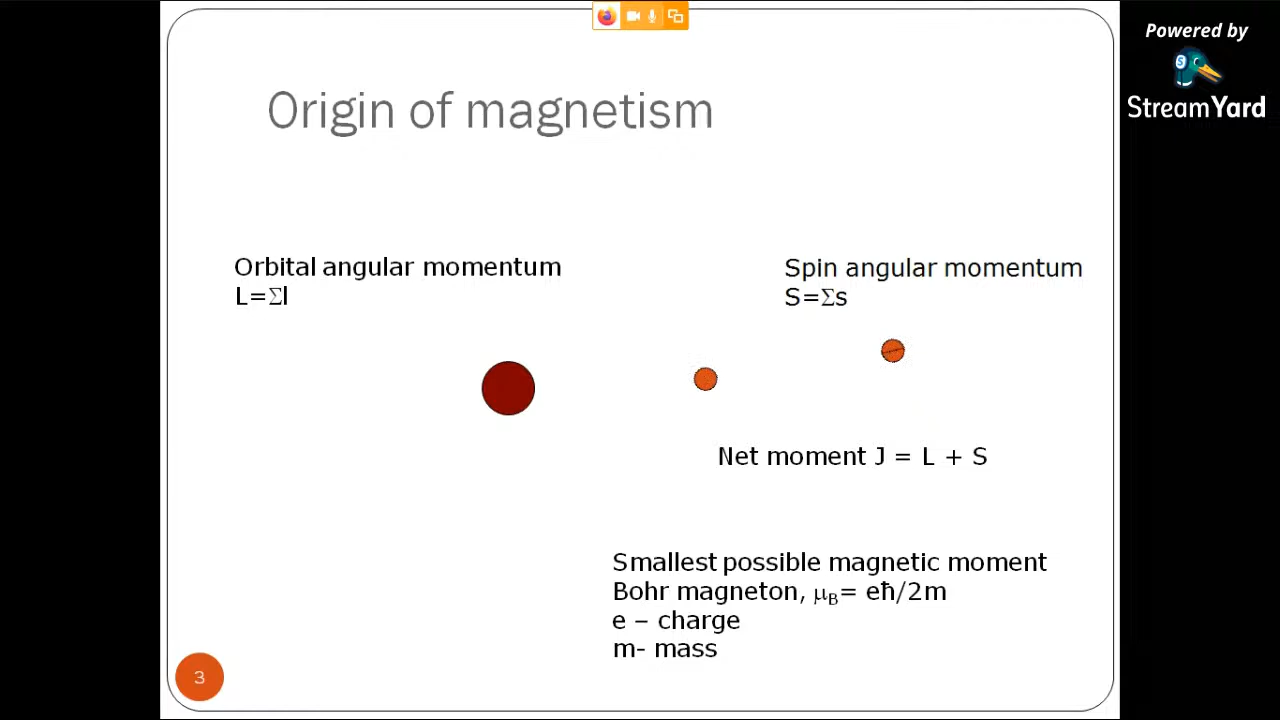 Powered by
StreamYard
Origin of magnetism
Orbital angular momentum
L=Σl
Spin angular momentum
S=Σs
Net moment J = L + S
Smallest possible magnetic moment
Bohr magneton, μB= eħ/2m
e – charge
m- mass
3